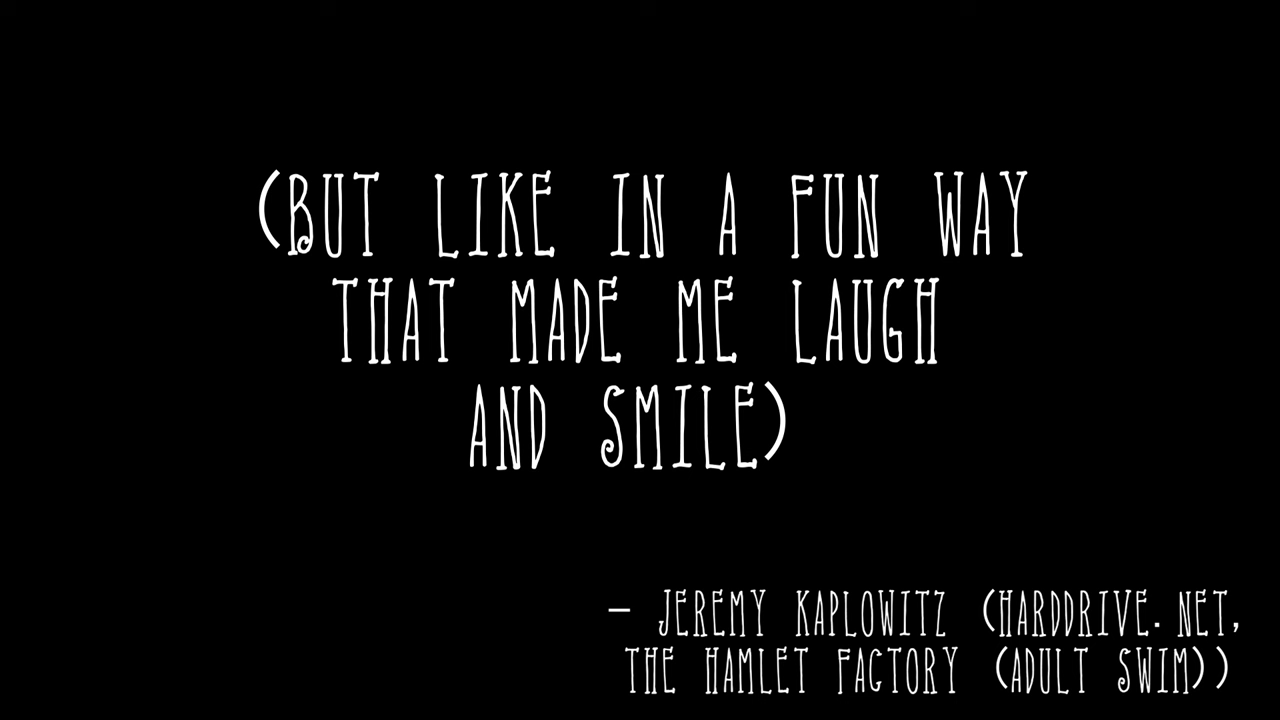 (BUT LIKE IN A FUN WAY
THAT MADE ME LAUGH
AND SMILE)
- JEREMY KAPLOWITZ (HARDDRIVE.NET,
THE HAMLET FACTORY (ADULT SWIM))